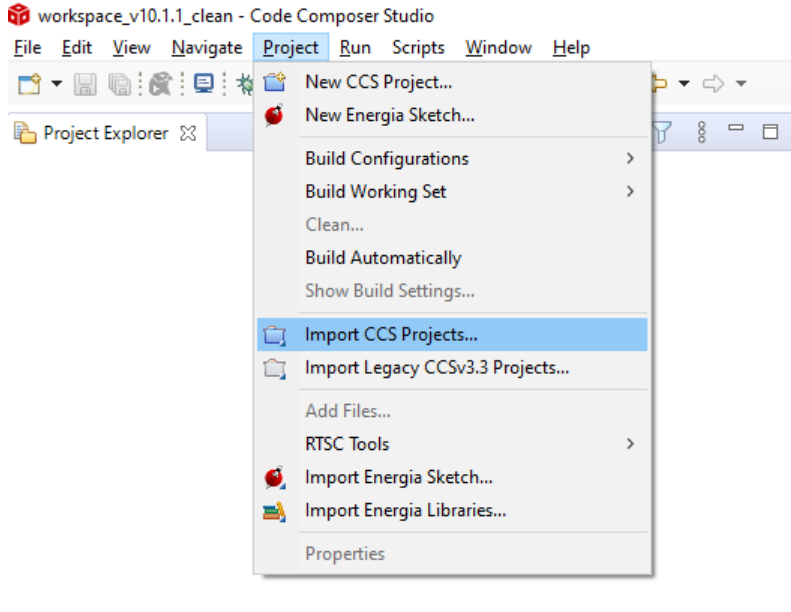 workspace_v10.1.1_clean - Code Composer Studio
File Edit View Navigate Project Run Scripts Window Help
Project Explorer
New CCS Project...
New Energia Sketch...
Build Configurations
Build Working Set
Clean...
Build Automatically
Show Build Settings...
Import CCS Projects...
Import Legacy CCSv3.3 Projects...
Add Files...
RTSC Tools
Import Energia Sketch...
Import Energia Libraries...
Properties